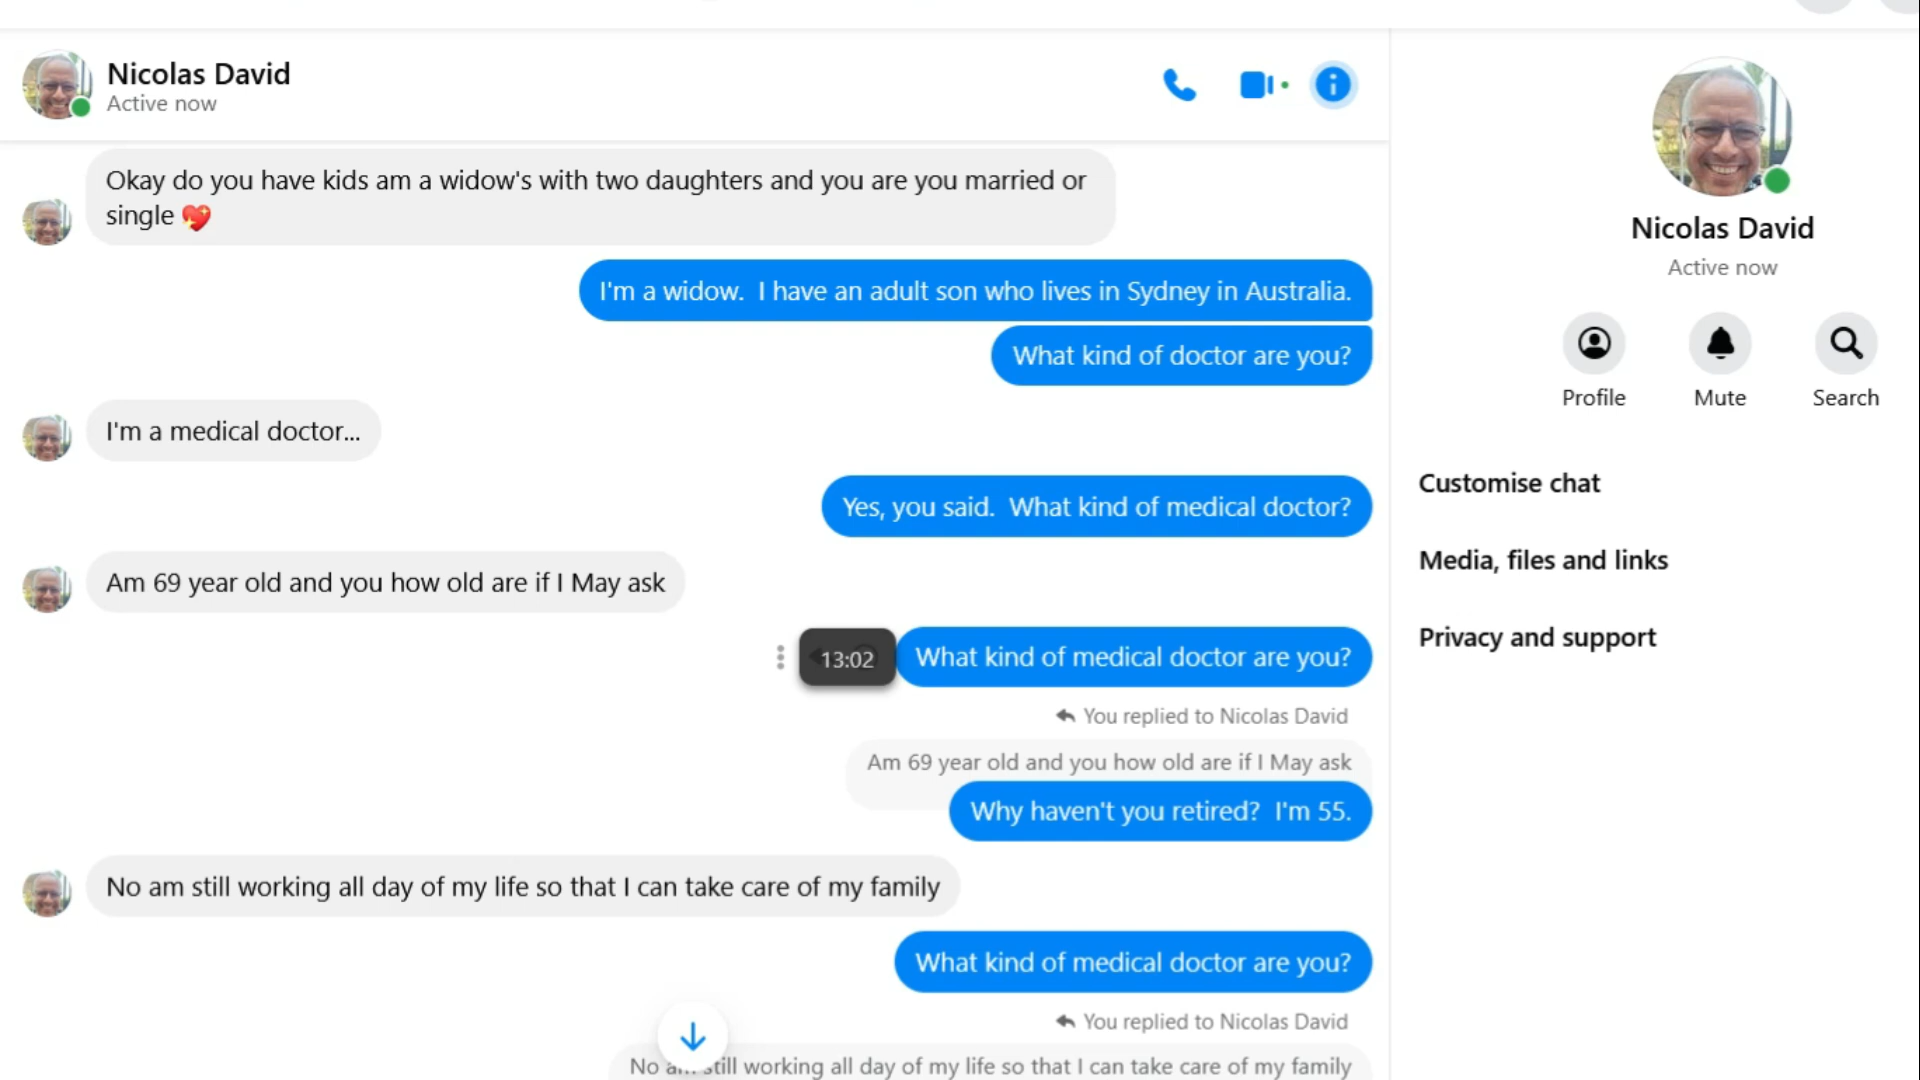 Nicolas David
Active now
Okay do you have kids am a widow's with two daughters and you are you married or
single 💖
I'm a widow.  I have an adult son who lives in Sydney in Australia.
What kind of doctor are you?
I'm a medical doctor...
Yes, you said.  What kind of medical doctor?
Am 69 year old and you how old are if I May ask
13:02
What kind of medical doctor are you?
You replied to Nicolas David
Am 69 year old and you how old are if I May ask
Why haven't you retired?  I'm 55.
No am still working all day of my life so that I can take care of my family
What kind of medical doctor are you?
You replied to Nicolas David
No still working all day of my life so that I can take care of my family
Nicolas David
Active now
Profile
Mute
Search
Customise chat
Media, files and links
Privacy and support